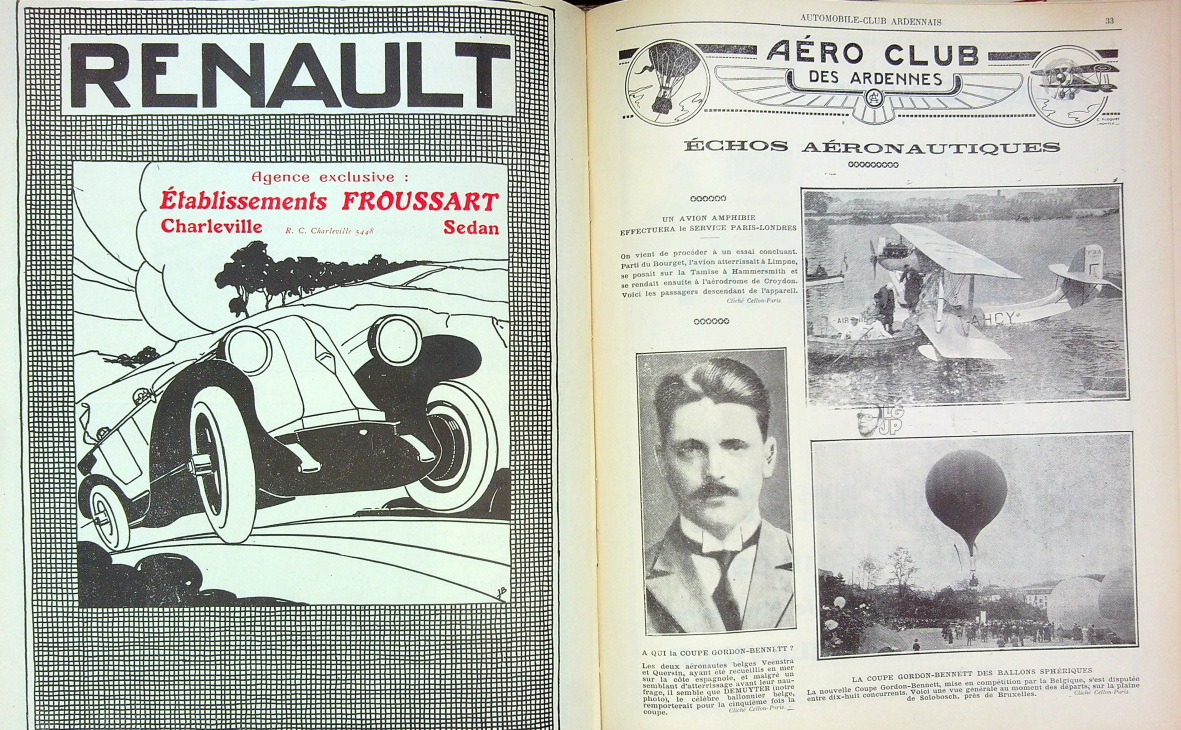 RENAULT
Agence exclusive :
Établissements FROUSSART
Charleville R. C. Charleville 5448 Sedan
JB
AUTOMOBILE-CLUB ARDENNAIS 33
AÉRO CLUB
DES ARDENNES
ÉCHOS AÉRONAUTIQUES
UN AVION AMPHIBIE
EFFECTUERA le SERVICE PARIS-LONDRES
On vient de procéder à un essai concluant.
Parti du Bourget, l'avion atterrissait à Limpne,
se posait sur la Tamise à Hammersmith et
se rendait ensuite à l'aérodrome de Croydon.
Voici les passagers descendant de l'appareil.
Cliché Cellon-Paris.
AHCY
LG
JP
A QUI la COUPE GORDON-BENNETT ?
Les deux aéronautes belges Veenstra
et Quersin, ayant été recueillis en mer
sur la côte espagnole, et malgré un
semblant d'atterrissage avant leur nau-
frage, il semble que DEMUYTER (notre
photo), le célèbre ballonnier belge,
remporterait pour la cinquième fois la
coupe. Cliché Cellon-Paris.
LA COUPE GORDON-BENNETT DES BALLONS SPHÉRIQUES
La nouvelle Coupe Gordon-Bennett, mise en compétition par la Belgique, s'est disputée
entre dix-huit concurrents. Voici une vue générale au moment des départs, sur la plaine
de Solobosch, près de Bruxelles. Cliché Cellon-Paris.